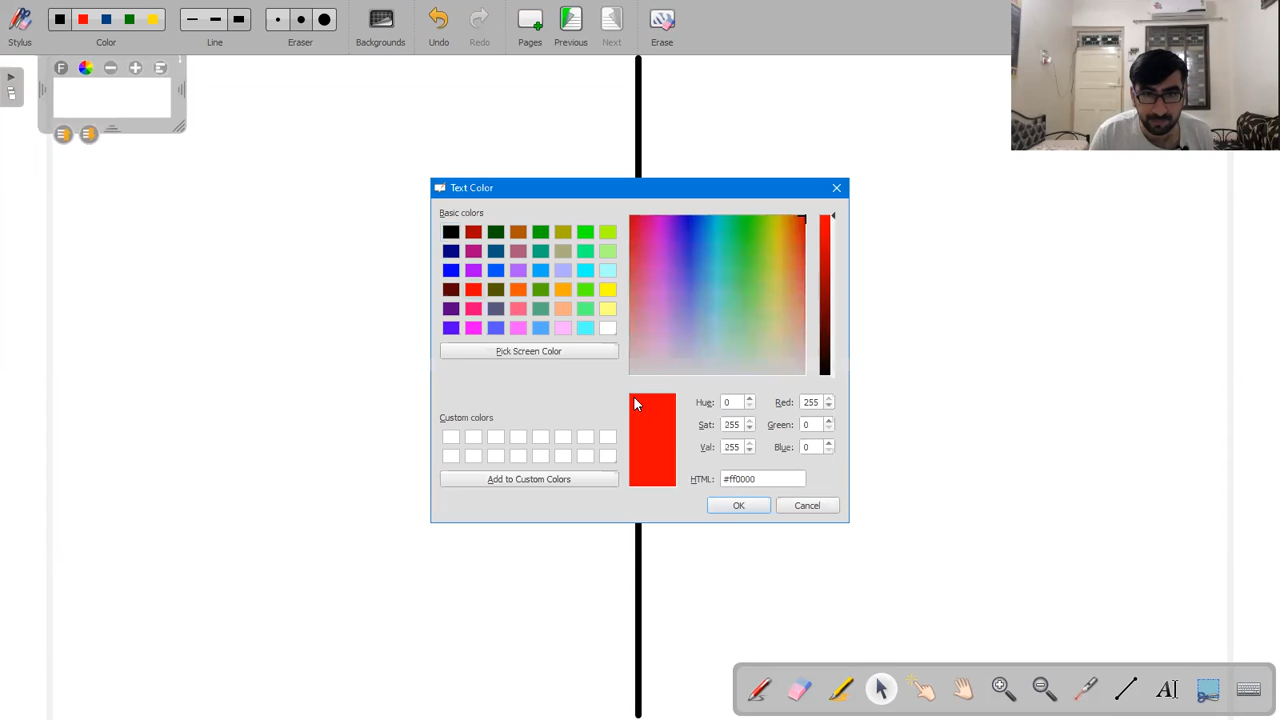 Stylus
Color
Line
Eraser
Backgrounds
Undo
Redo
Pages
Previous
Next
Erase
F
Text Color
Basic colors
Pick Screen Color
Custom colors
Add to Custom Colors
Hue: 0
Red: 255
Sat: 255
Green: 0
Val: 255
Blue: 0
HTML: #ff0000
OK
Cancel
AI